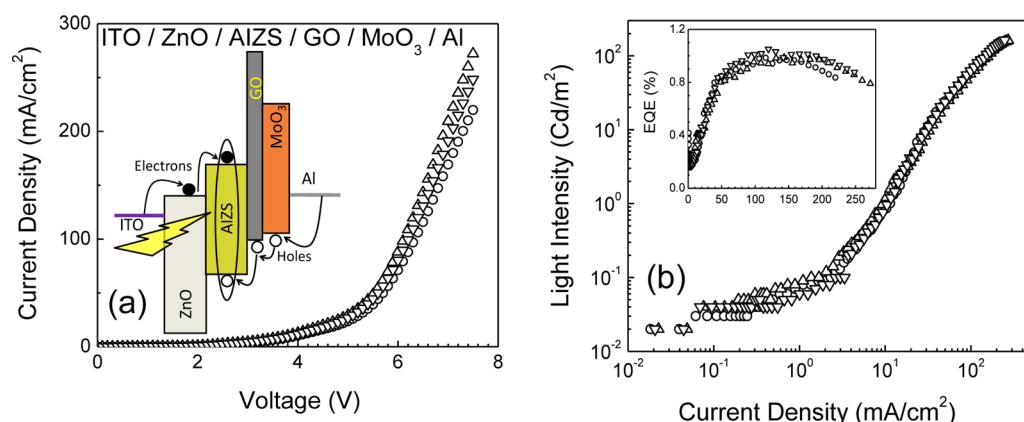 ITO / ZnO / AIZS / GO / MoO3 / Al
Current Density (mA/cm2)
300
200
100
0
0
2
4
6
8
Voltage (V)
(a)
Electrons
ITO
ZnO
AIZS
GO
MoO3
Al
Holes
Light Intensity (Cd/m2)
10^2
10^1
10^0
10^-1
10^-2
10^-2
10^-1
10^0
10^1
10^2
Current Density (mA/cm2)
(b)
EQE (%)
1.2
0.8
0.4
0.0
0
50
100
150
200
250